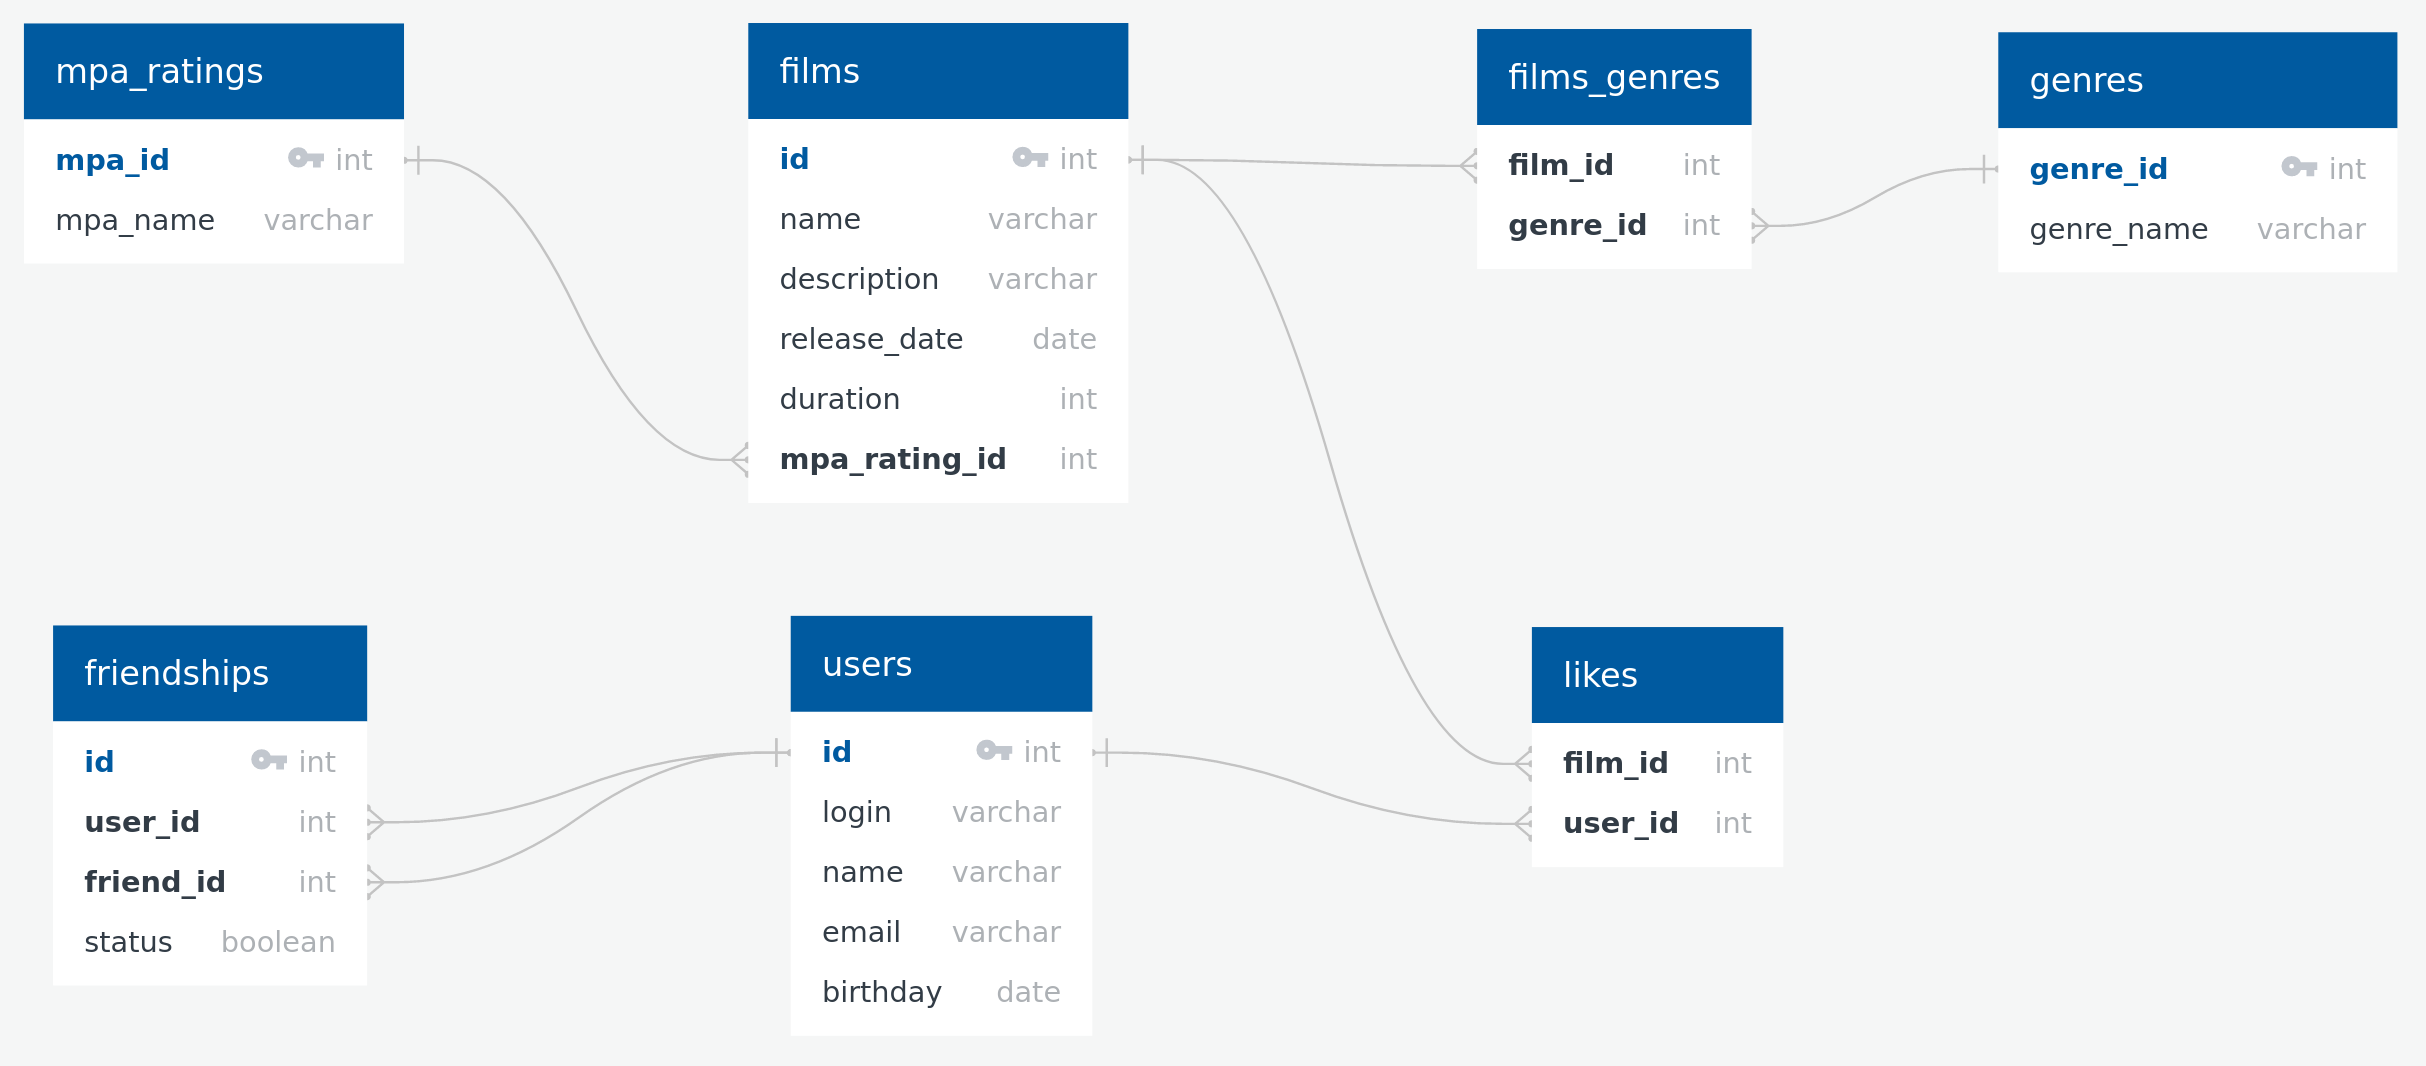 mpa_ratings
mpa_id int
mpa_name varchar
films
id int
name varchar
description varchar
release_date date
duration int
mpa_rating_id int
films_genres
film_id int
genre_id int
genres
genre_id int
genre_name varchar
friendships
id int
user_id int
friend_id int
status boolean
users
id int
login varchar
name varchar
email varchar
birthday date
likes
film_id int
user_id int